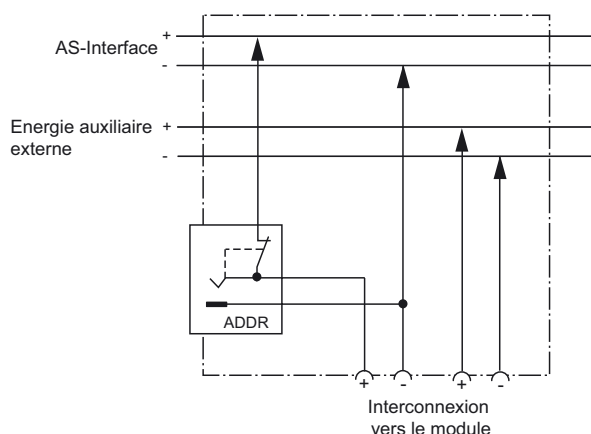 +
AS-Interface
-
Energie auxiliaire +
externe
-
ADDR
+ - + -
Interconnexion
vers le module